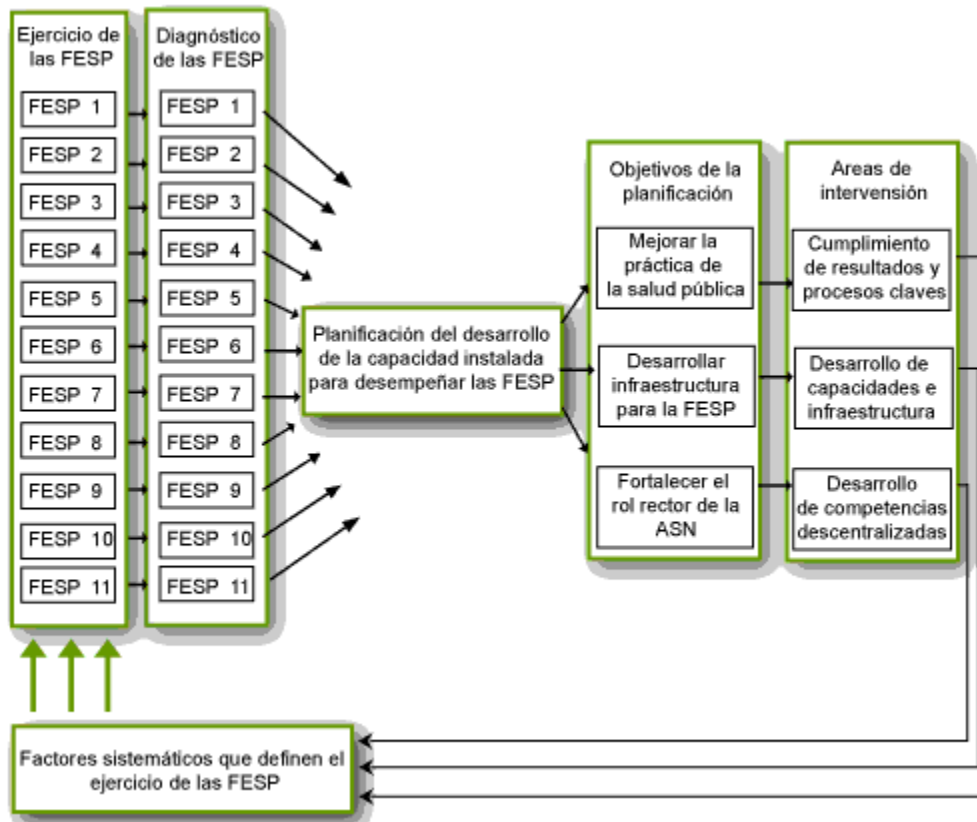 Ejercicio de
las FESP
FESP 1
FESP 2
FESP 3
FESP 4
FESP 5
FESP 6
FESP 7
FESP 8
FESP 9
FESP 10
FESP 11
Diagnóstico
de las FESP
FESP 1
FESP 2
FESP 3
FESP 4
FESP 5
FESP 6
FESP 7
FESP 8
FESP 9
FESP 10
FESP 11
Planificación del desarrollo
de la capacidad instalada
para desempeñar las FESP
Objetivos de la
planificación
Mejorar la
práctica de
la salud pública
Desarrollar
infraestructura
para la FESP
Fortalecer el
rol rector de la
ASN
Areas de
intervensión
Cumplimiento
de resultados y
procesos claves
Desarrollo de
capacidades e
infraestructura
Desarrollo
de competencias
descentralizadas
Factores sistemáticos que definen el
ejercicio de las FESP